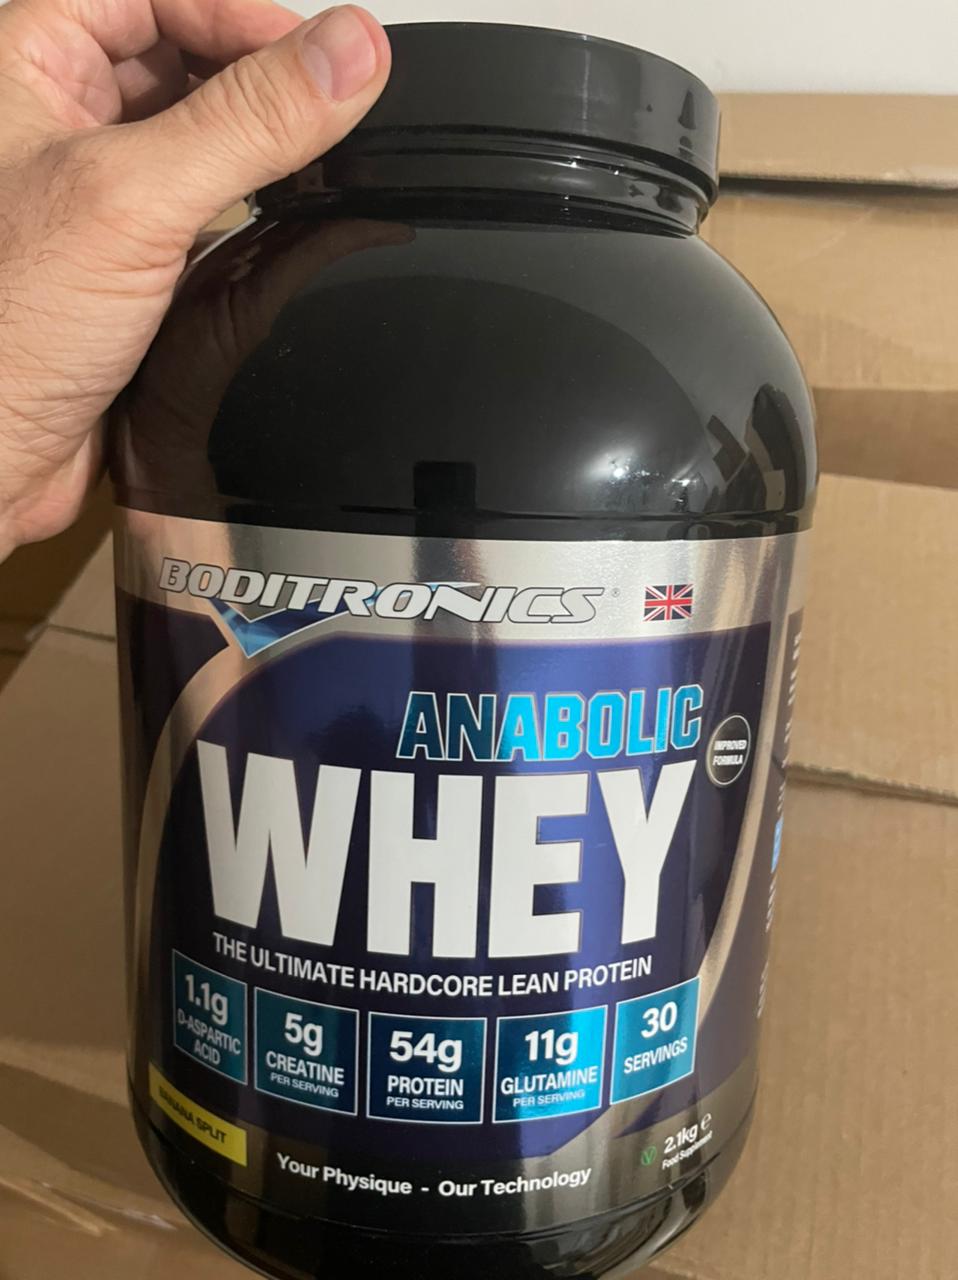 BODITRONICS®
ANABOLIC
WHEY
IMPROVED
FORMULA
THE ULTIMATE HARDCORE LEAN PROTEIN
1.1g
D-ASPARTIC
ACID
5g
CREATINE
PER SERVING
54g
PROTEIN
PER SERVING
11g
GLUTAMINE
PER SERVING
30
SERVINGS
BANANA SPLIT
Your Physique - Our Technology
V
2.1kg e
Food Supplement